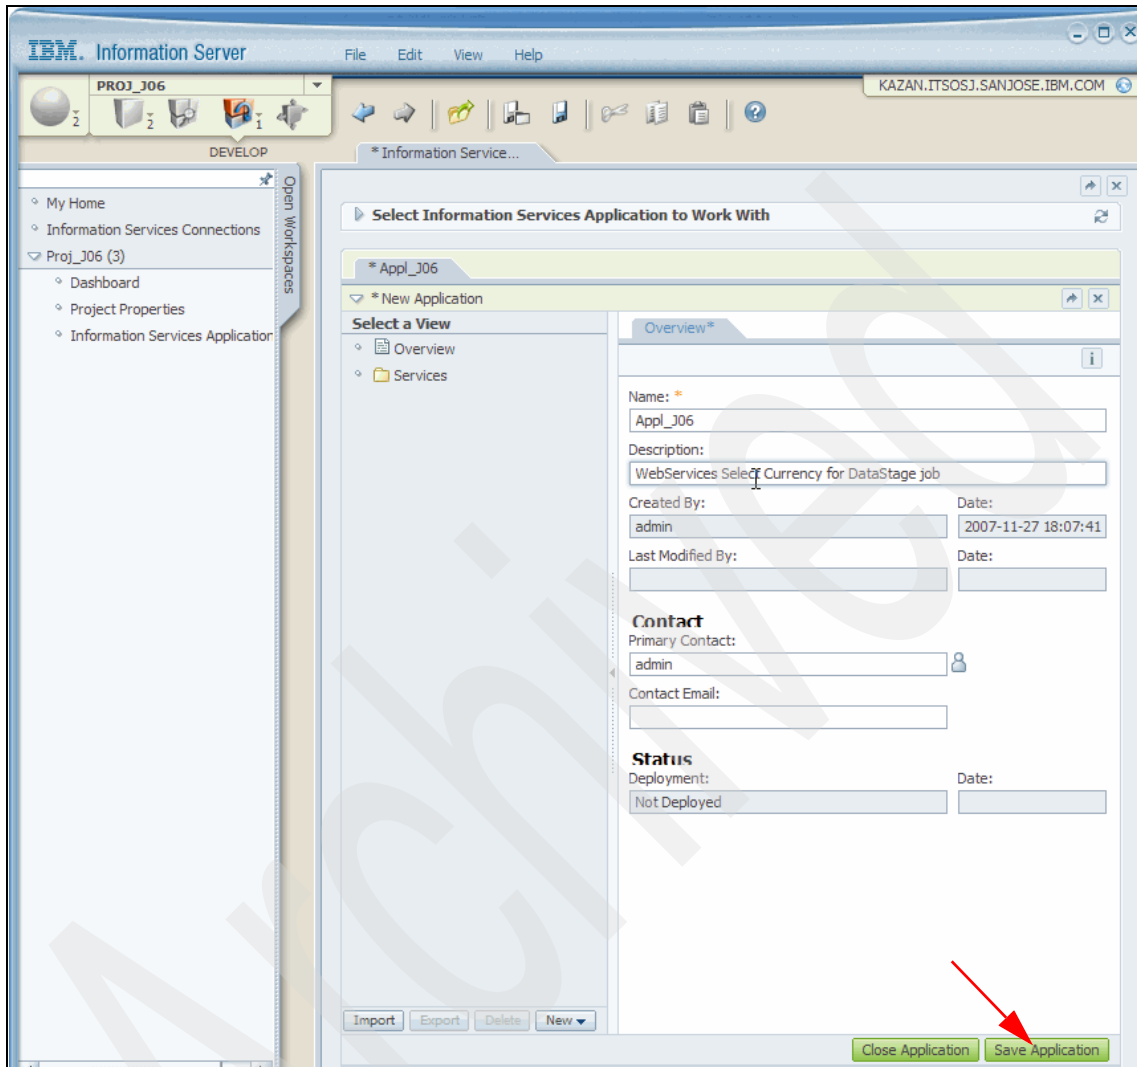 IBM. Information Server
File Edit View Help
PROJ_J06
KAZAN.ITSOSJ.SANJOSE.IBM.COM
2 2 1
DEVELOP
* Information Service...
My Home
Information Services Connections
Proj_J06 (3)
Dashboard
Project Properties
Information Services Application
Open Workspaces
Select Information Services Application to Work With
* Appl_J06
* New Application
Select a View
Overview
Services
Overview*
i
Name: *
Appl_J06
Description:
WebServices Select Currency for DataStage job
Created By: Date:
admin 2007-11-27 18:07:41
Last Modified By: Date:
Contact
Primary Contact:
admin
Contact Email:
Status
Deployment: Date:
Not Deployed
Import Export Delete New
Close Application Save Application
Archived